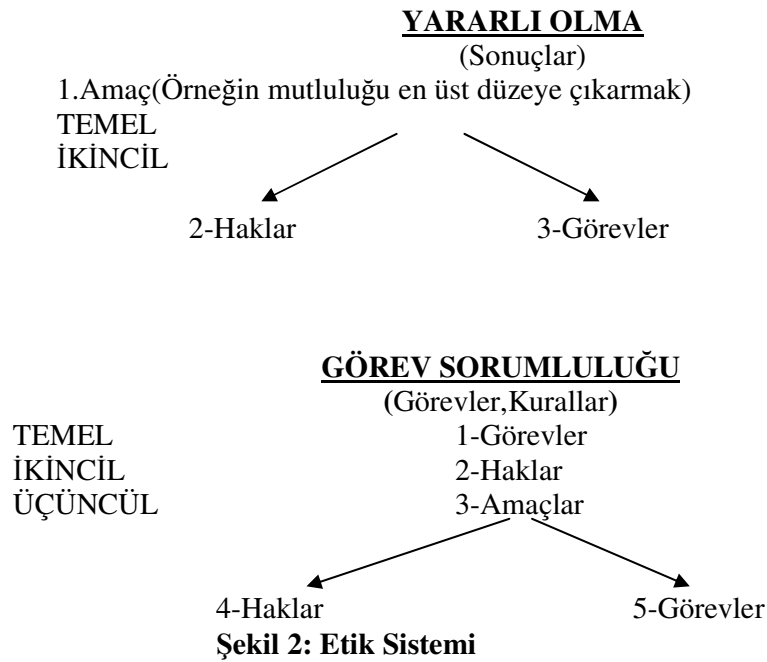 YARARLI OLMA
(Sonuçlar)
1.Amaç(Örneğin mutluluğu en üst düzeye çıkarmak)
TEMEL
İKİNCİL
2-Haklar 3-Görevler
GÖREV SORUMLULUĞU
(Görevler,Kurallar)
TEMEL 1-Görevler
İKİNCİL 2-Haklar
ÜÇÜNCÜL 3-Amaçlar
4-Haklar 5-Görevler
Şekil 2: Etik Sistemi